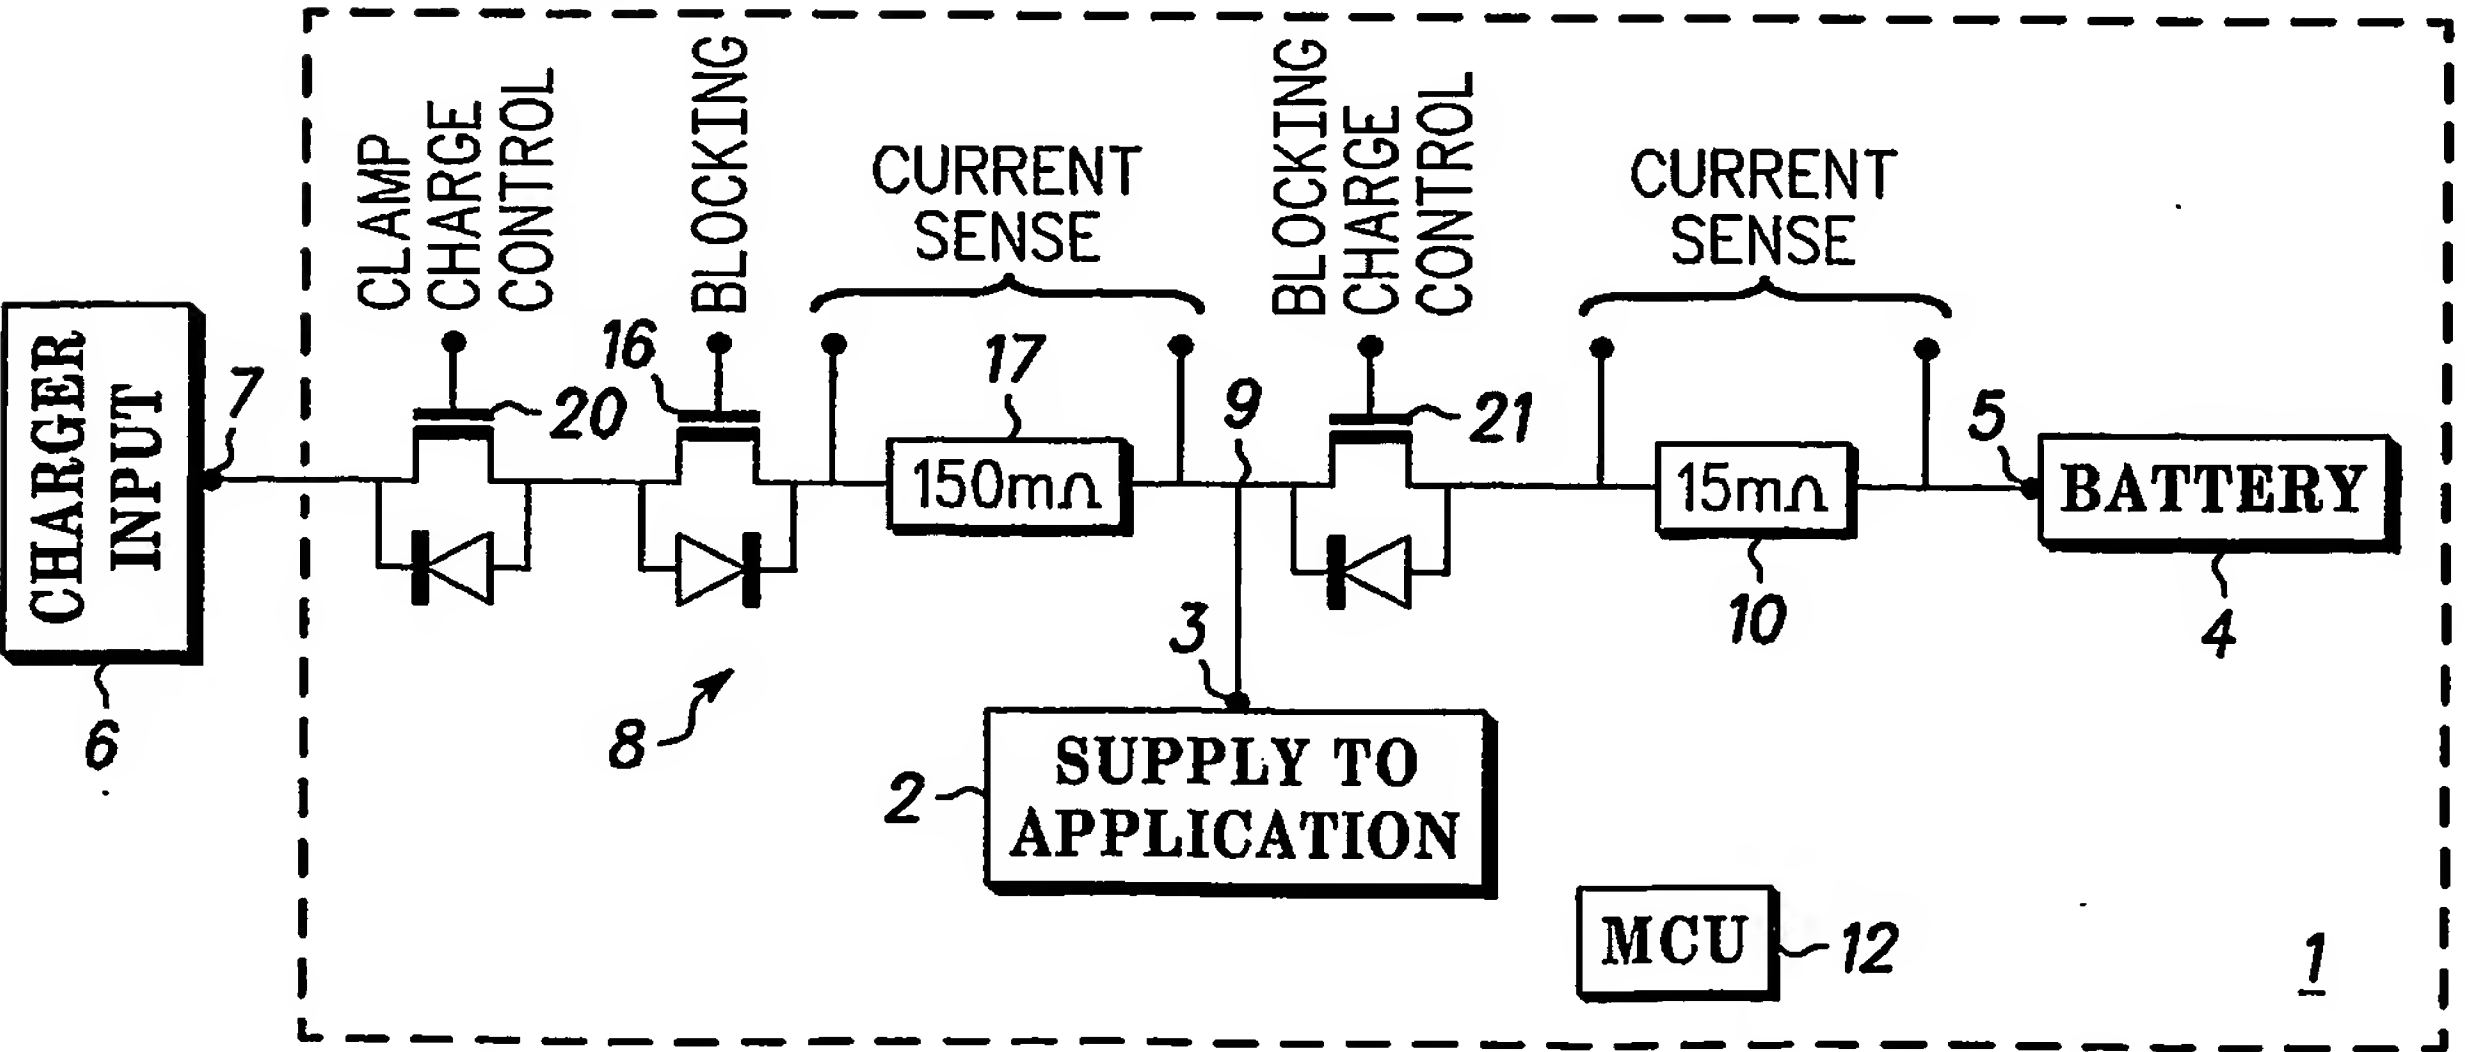 CLAMP
CHARGE
CONTROL
BLOCKING
CURRENT
SENSE
BLOCKING
CHARGE
CONTROL
CURRENT
SENSE
CHARGER
INPUT
7
20
16
17
150mΩ
9
21
15mΩ
10
5
BATTERY
4
6
8
3
2
SUPPLY TO
APPLICATION
MCU
12
1